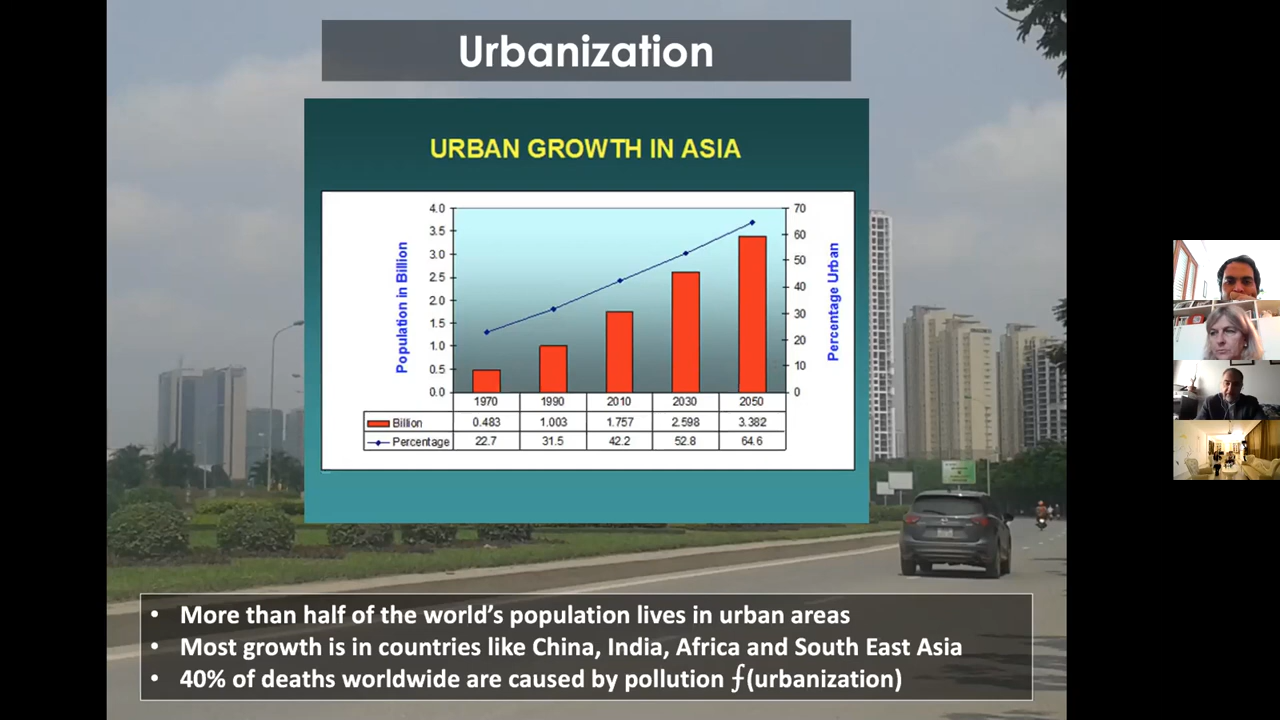 Urbanization
URBAN GROWTH IN ASIA
Population in Billion
4.0
3.5
3.0
2.5
2.0
1.5
1.0
0.5
0.0
70
60
50
40
30
20
10
0
Percentage Urban
1970 1990 2010 2030 2050
Billion 0.483 1.003 1.757 2.598 3.382
Percentage 22.7 31.5 42.2 52.8 64.6
• More than half of the world’s population lives in urban areas
• Most growth is in countries like China, India, Africa and South East Asia
• 40% of deaths worldwide are caused by pollution ƒ(urbanization)